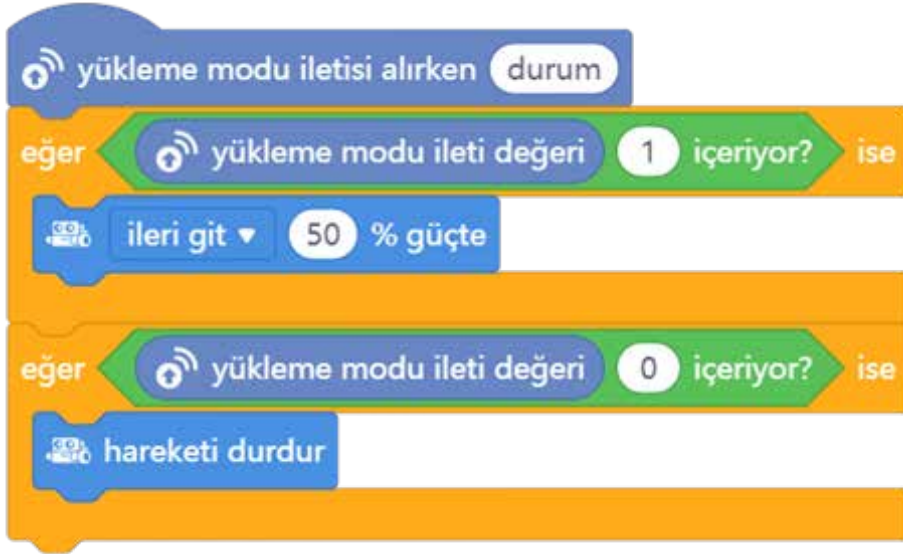 yükleme modu iletisi alırken durum
eğer yükleme modu ileti değeri 1 içeriyor? ise
ileri git 50 % güçte
eğer yükleme modu ileti değeri 0 içeriyor? ise
hareketi durdur